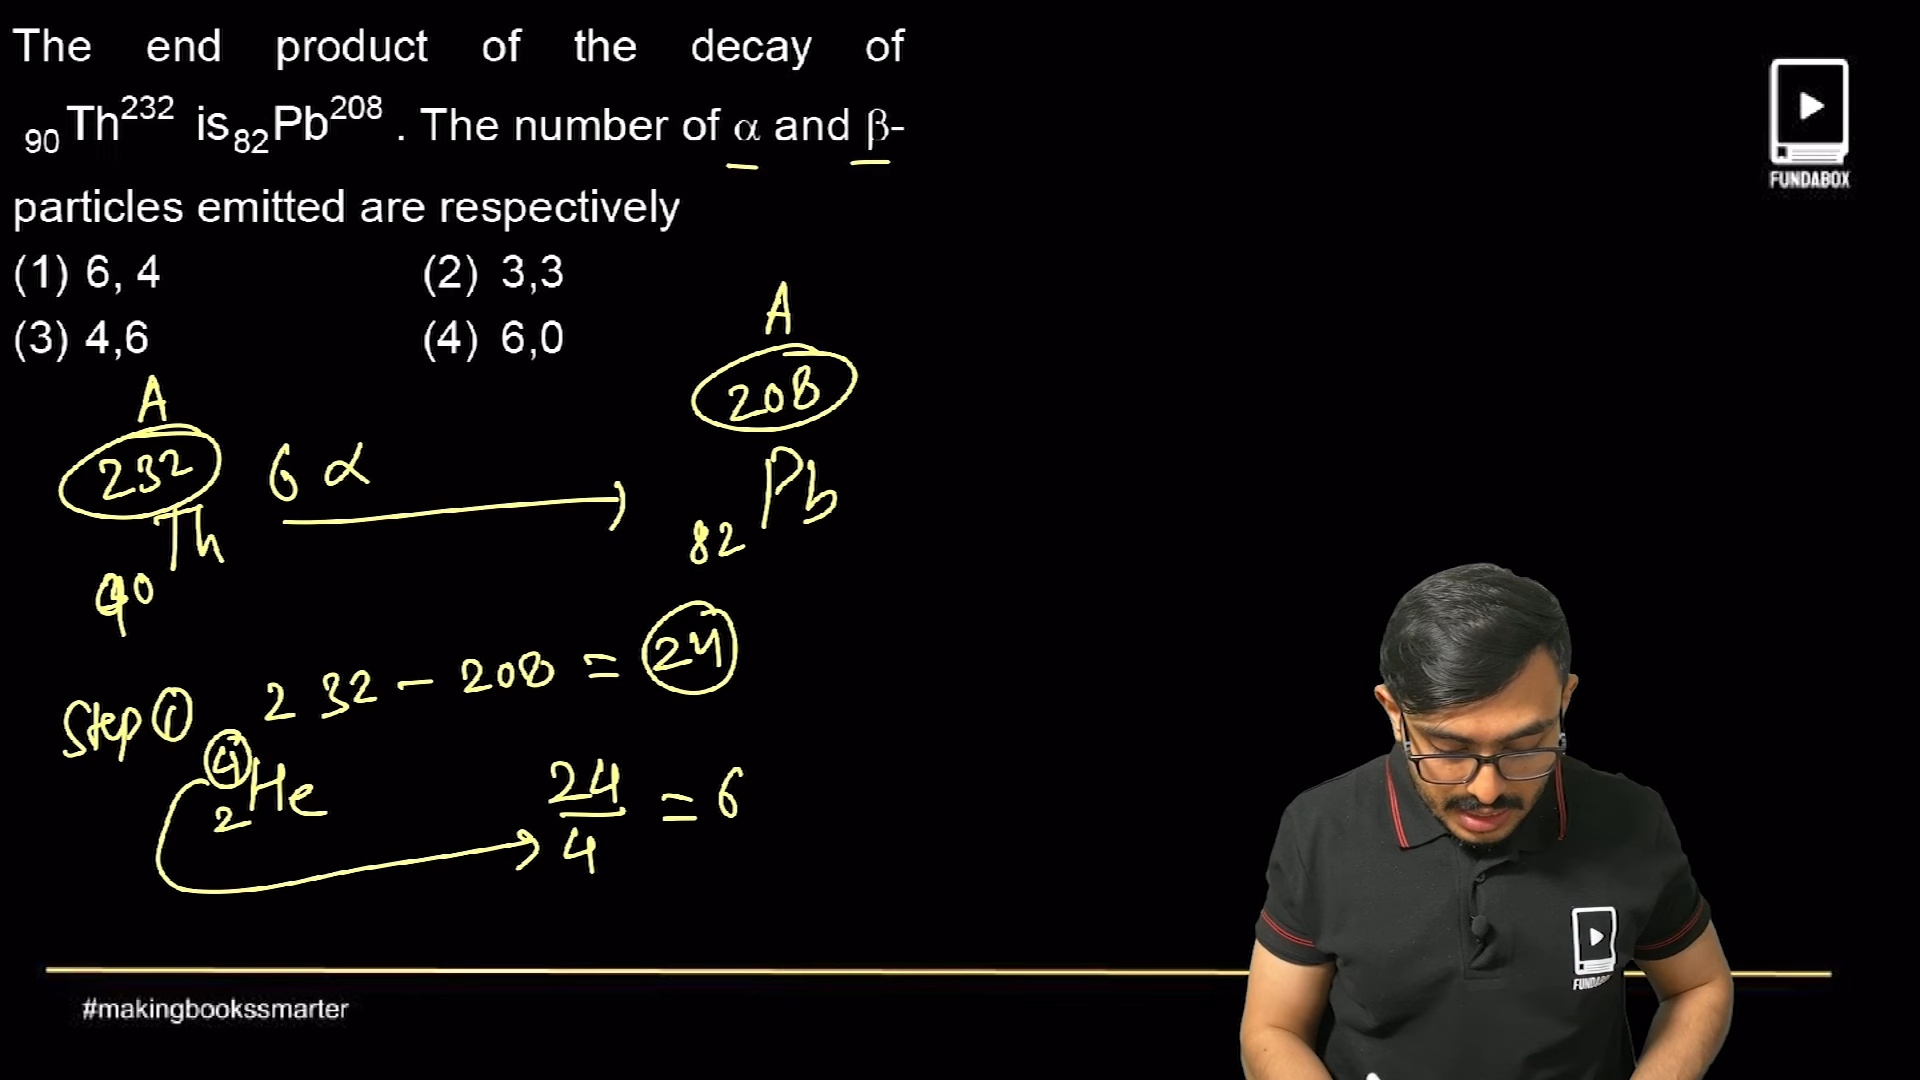 The end product of the decay of
₉₀Th²³² is ₈₂Pb²⁰⁸ . The number of α and β-
particles emitted are respectively
(1) 6, 4 (2) 3,3
(3) 4,6 (4) 6,0
A A
232 6 α 208
Th Pb
90 82
Step ① 232 - 208 = 24
⁴₂He 24/4 = 6
#makingbookssmarter
FUNDABOX